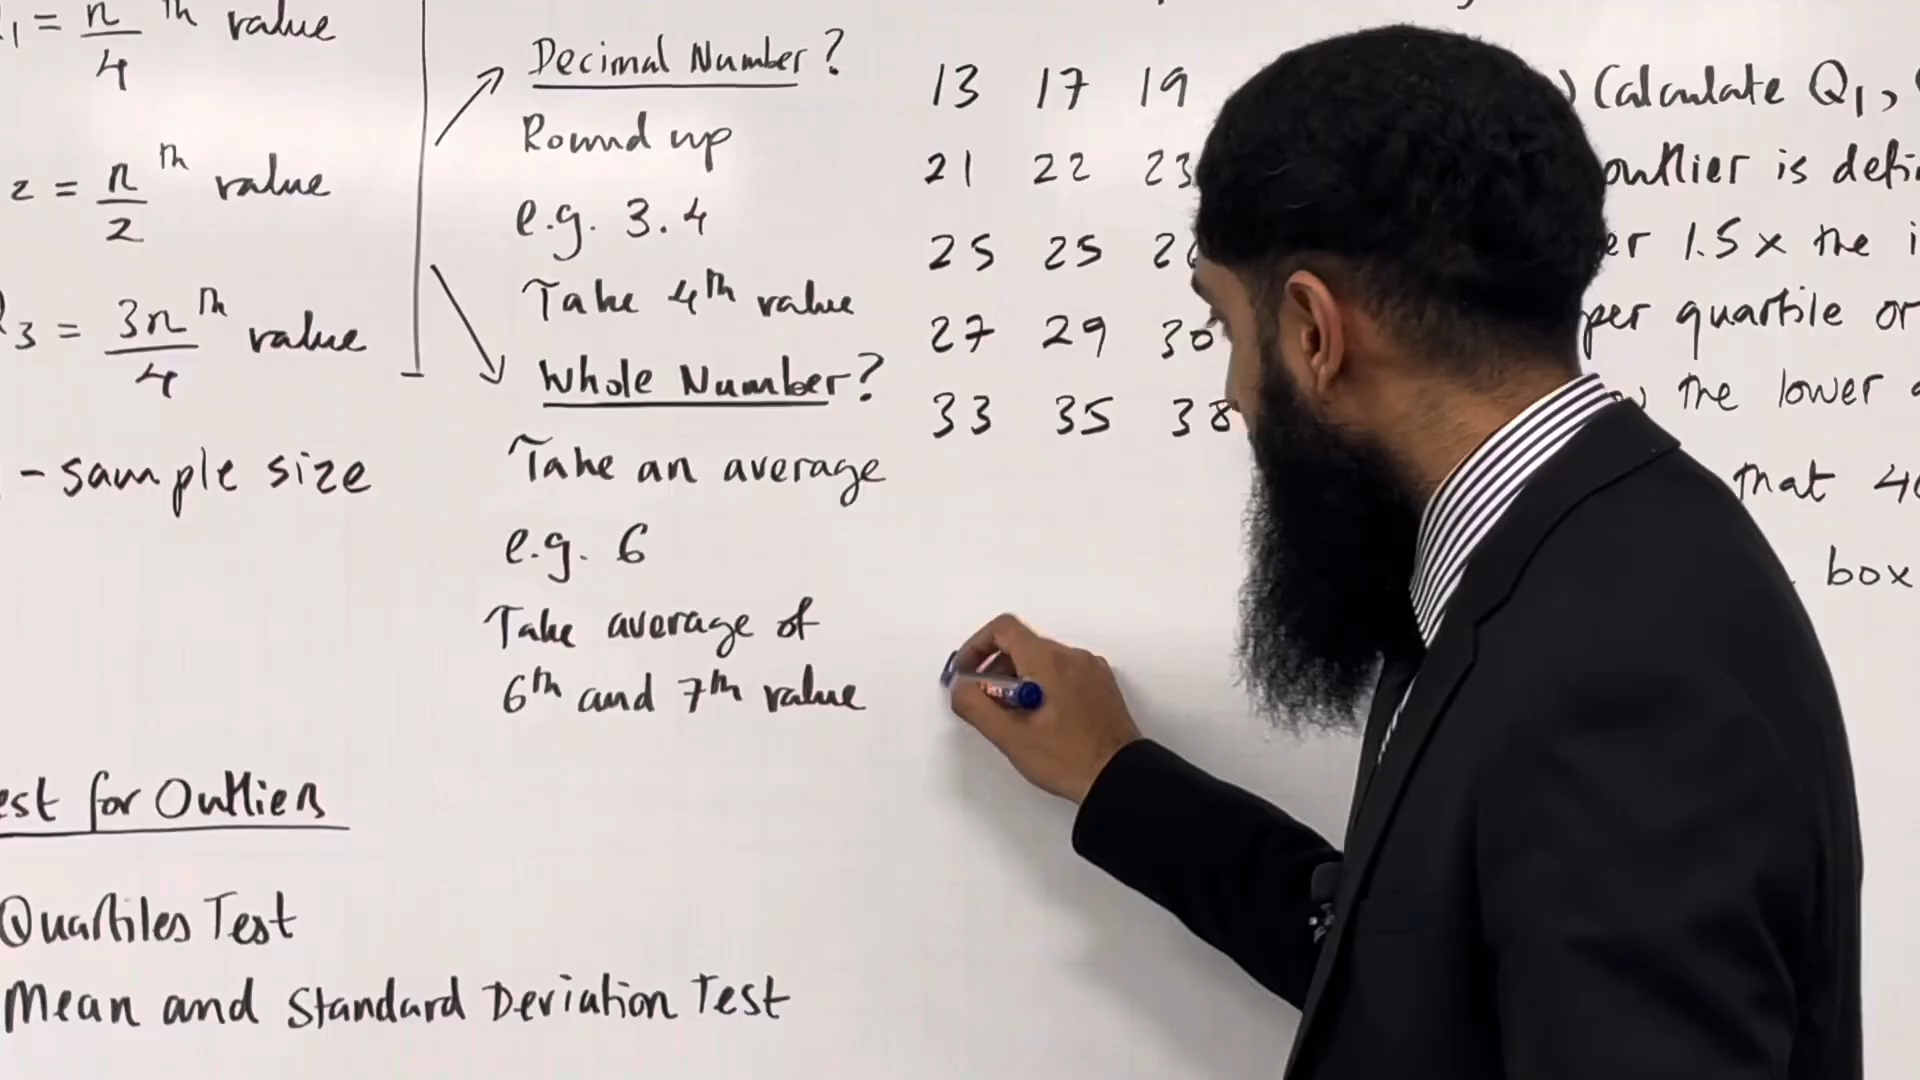 1 = n/4 th value
2 = n/2 th value
3 = 3n/4 th value
- sample size
Decimal Number?
Round up
e.g. 3.4
Take 4th value
Whole Number?
Take an average
e.g. 6
Take average of
6th and 7th value
est for Outliers
Quartiles Test
Mean and Standard Deviation Test
13 17 19
21 22 23
25 25
27 29 30
33 35 38
) Calculate Q1,
outlier is defi
er 1.5 x the i
per quartile or
the lower
that 40
box